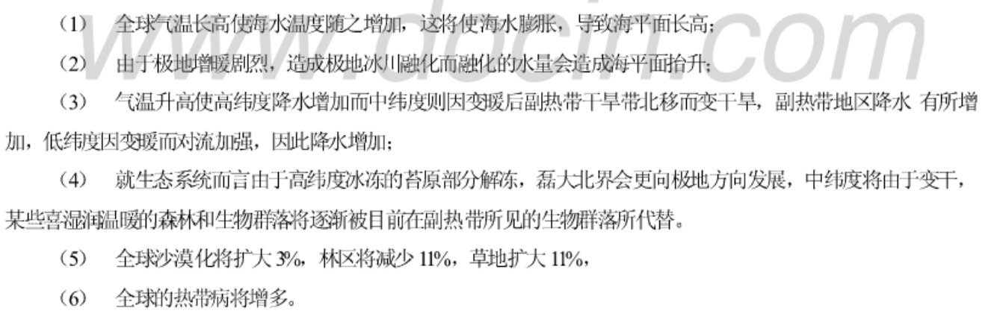 www.docin.com
（1） 全球气温长高使海水温度随之增加，这将使海水膨胀，导致海平面长高；
（2） 由于极地增暖剧烈，造成极地冰川融化而融化的水量会造成海平面抬升；
（3） 气温升高使高纬度降水增加而中纬度则因变暖后副热带干旱带北移而变干旱，副热带地区降水 有所增
加，低纬度因变暖而对流加强，因此降水增加；
（4） 就生态系统而言由于高纬度冰冻的苔原部分解冻，磊大北界会更向极地方向发展，中纬度将由于变干，
某些喜湿润温暖的森林和生物群落将逐渐被目前在副热带所见的生物群落所代替。
（5） 全球沙漠化将扩大 3%，林区将减少 11%，草地扩大 11%，
（6） 全球的热带病将增多。